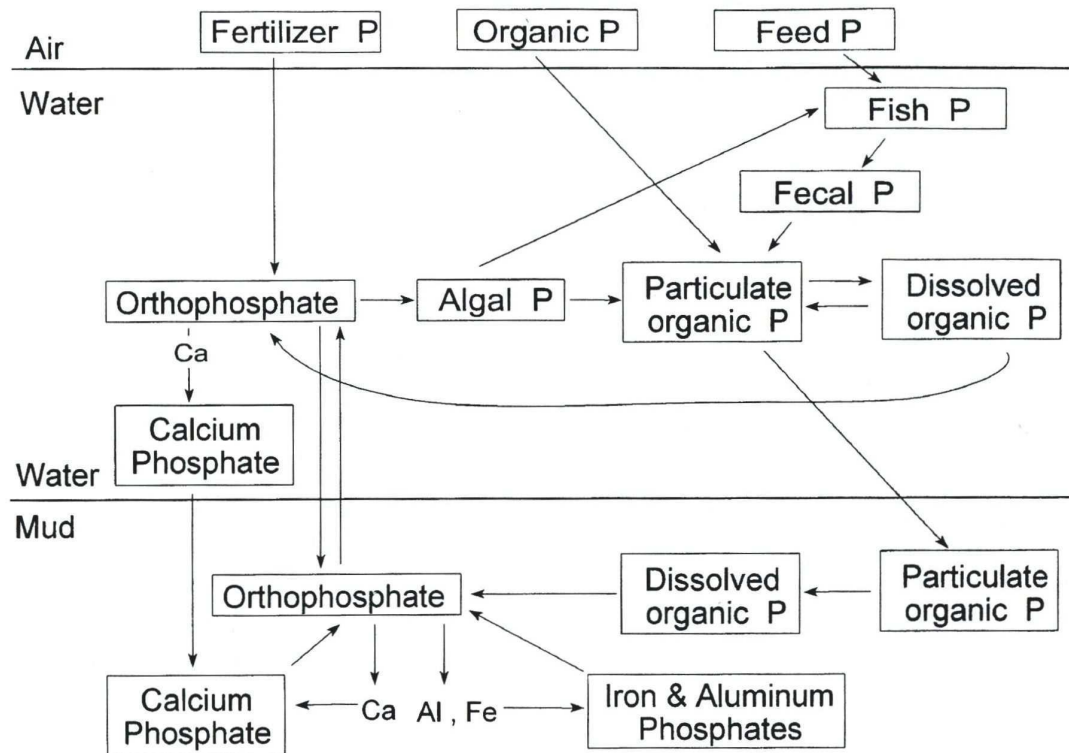 Fertilizer P
Organic P
Feed P
Air
Water
Fish P
Fecal P
Orthophosphate
Algal P
Particulate
organic P
Dissolved
organic P
Ca
Calcium
Phosphate
Water
Mud
Orthophosphate
Dissolved
organic P
Particulate
organic P
Calcium
Phosphate
Ca
Al , Fe
Iron & Aluminum
Phosphates